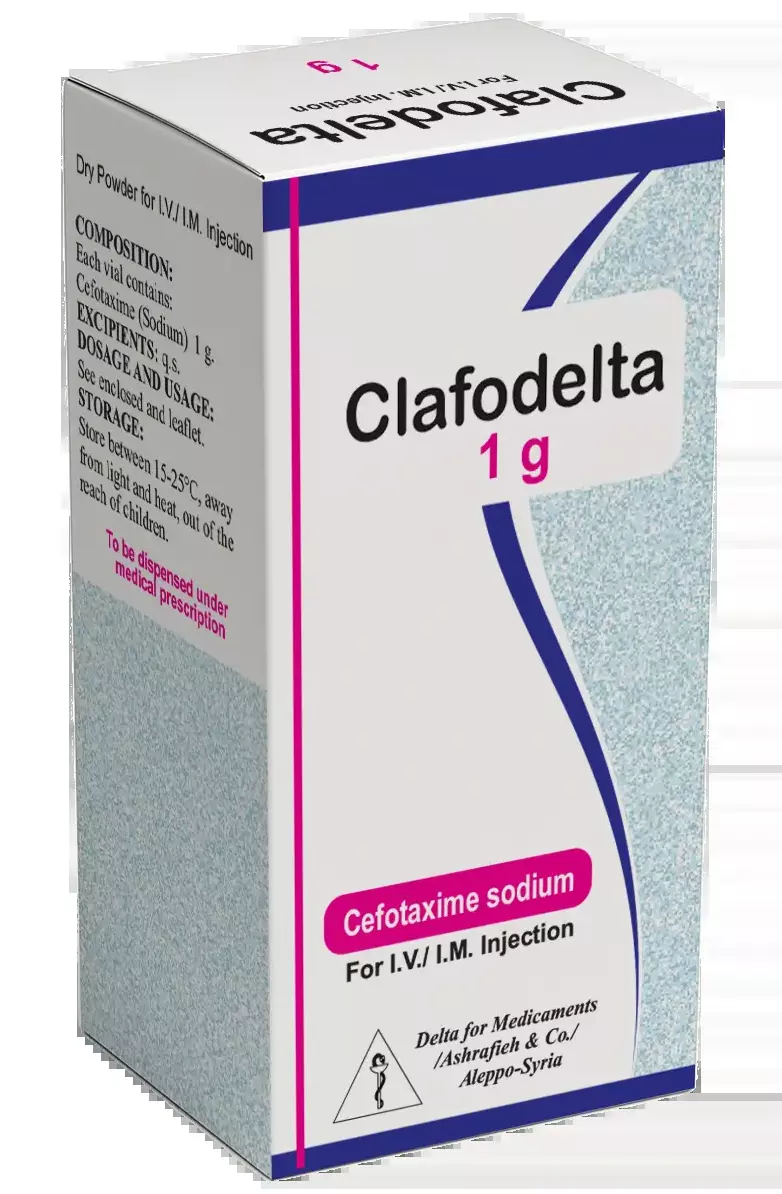 1 g
For I.V./ I.M. Injection
Clafodelta
Dry Powder for I.V./ I.M. Injection
COMPOSITION:
Each vial contains:
Cefotaxime (Sodium) 1 g.
EXCIPIENTS: q.s.
DOSAGE AND USAGE:
See enclosed and leaflet.
STORAGE:
Store between 15-25°C, away
from light and heat, out of the
reach of children.
To be dispensed under
medical prescription
Clafodelta
1 g
Cefotaxime sodium
For I.V./ I.M. Injection
Delta for Medicaments
/Ashrafieh & Co./
Aleppo-Syria